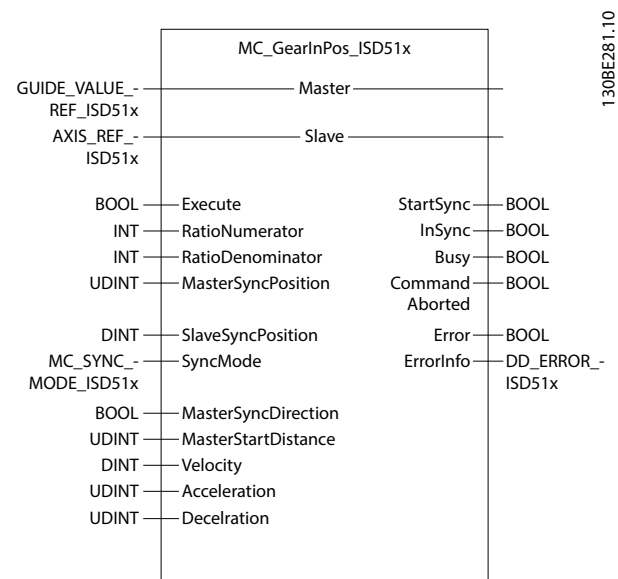 130BE281.10
MC_GearInPos_ISD51x
GUIDE_VALUE_-
REF_ISD51x
Master
AXIS_REF_-
ISD51x
Slave
BOOL Execute StartSync BOOL
INT RatioNumerator InSync BOOL
INT RatioDenominator Busy BOOL
UDINT MasterSyncPosition Command BOOL
Aborted
DINT SlaveSyncPosition Error BOOL
MC_SYNC_- SyncMode ErrorInfo DD_ERROR_-
MODE_ISD51x ISD51x
BOOL MasterSyncDirection
UDINT MasterStartDistance
DINT Velocity
UDINT Acceleration
UDINT Decelration